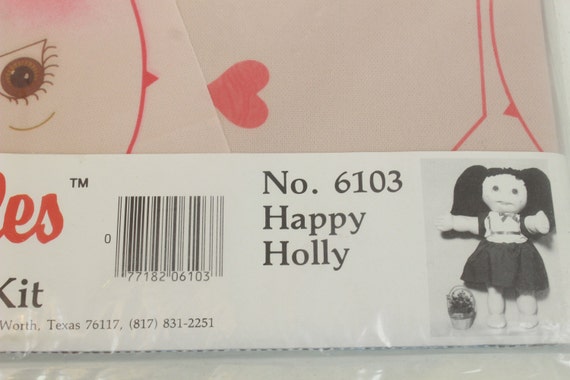 les™
Kit
Worth, Texas 76117, (817) 831-2251
0 77182 06103
No. 6103
Happy
Holly